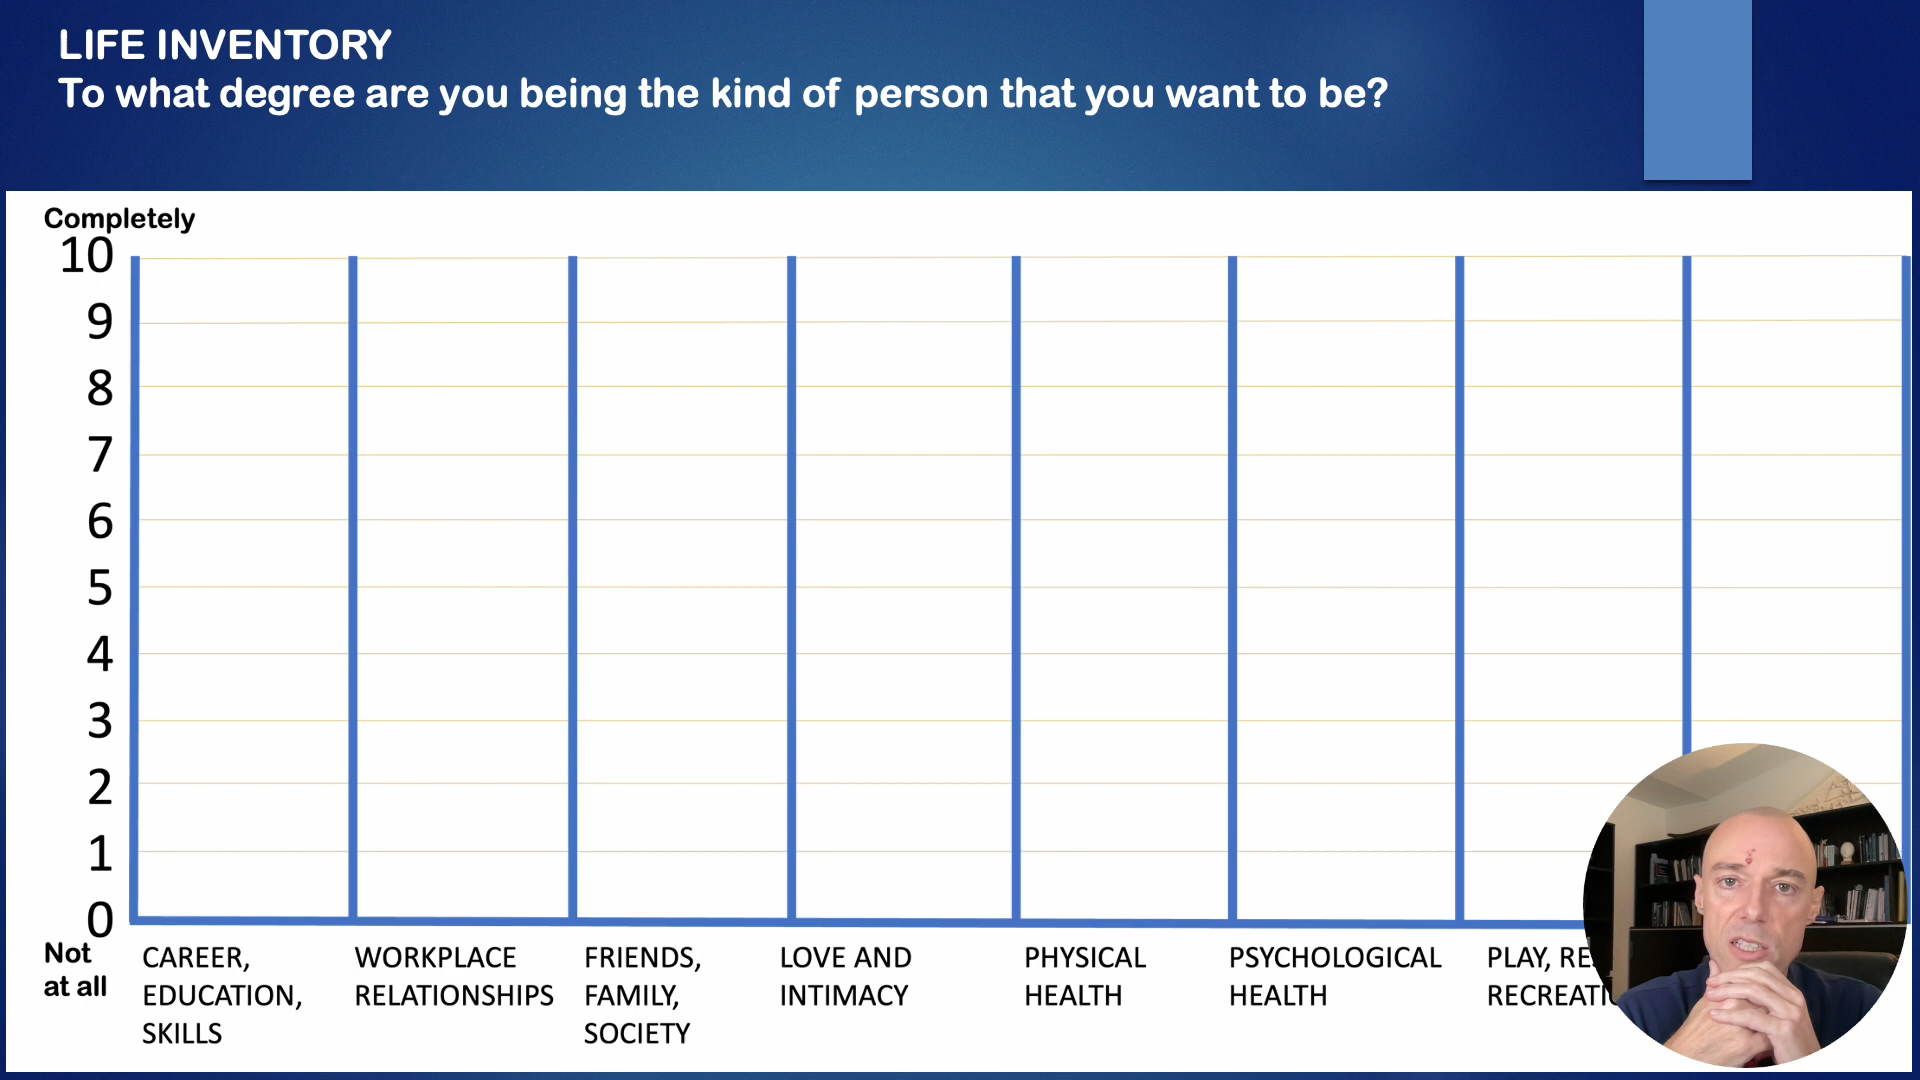 LIFE INVENTORY
To what degree are you being the kind of person that you want to be?
Completely
10
9
8
7
6
5
4
3
2
1
0
Not
at all
CAREER,
EDUCATION,
SKILLS
WORKPLACE
RELATIONSHIPS
FRIENDS,
FAMILY,
SOCIETY
LOVE AND
INTIMACY
PHYSICAL
HEALTH
PSYCHOLOGICAL
HEALTH
PLAY,